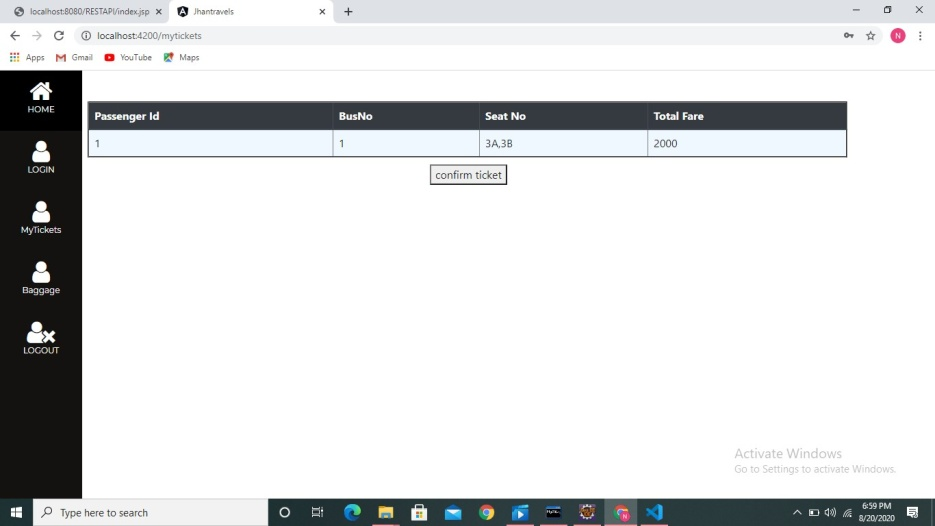 localhost:8080/RESTAPI/index.jsp
Jhantravels
localhost:4200/mytickets
Apps
Gmail
YouTube
Maps
HOME
LOGIN
MyTickets
Baggage
LOGOUT
Passenger Id BusNo Seat No Total Fare
1 1 3A,3B 2000
confirm ticket
Activate Windows
Go to Settings to activate Windows.
Type here to search
6:59 PM
8/20/2020